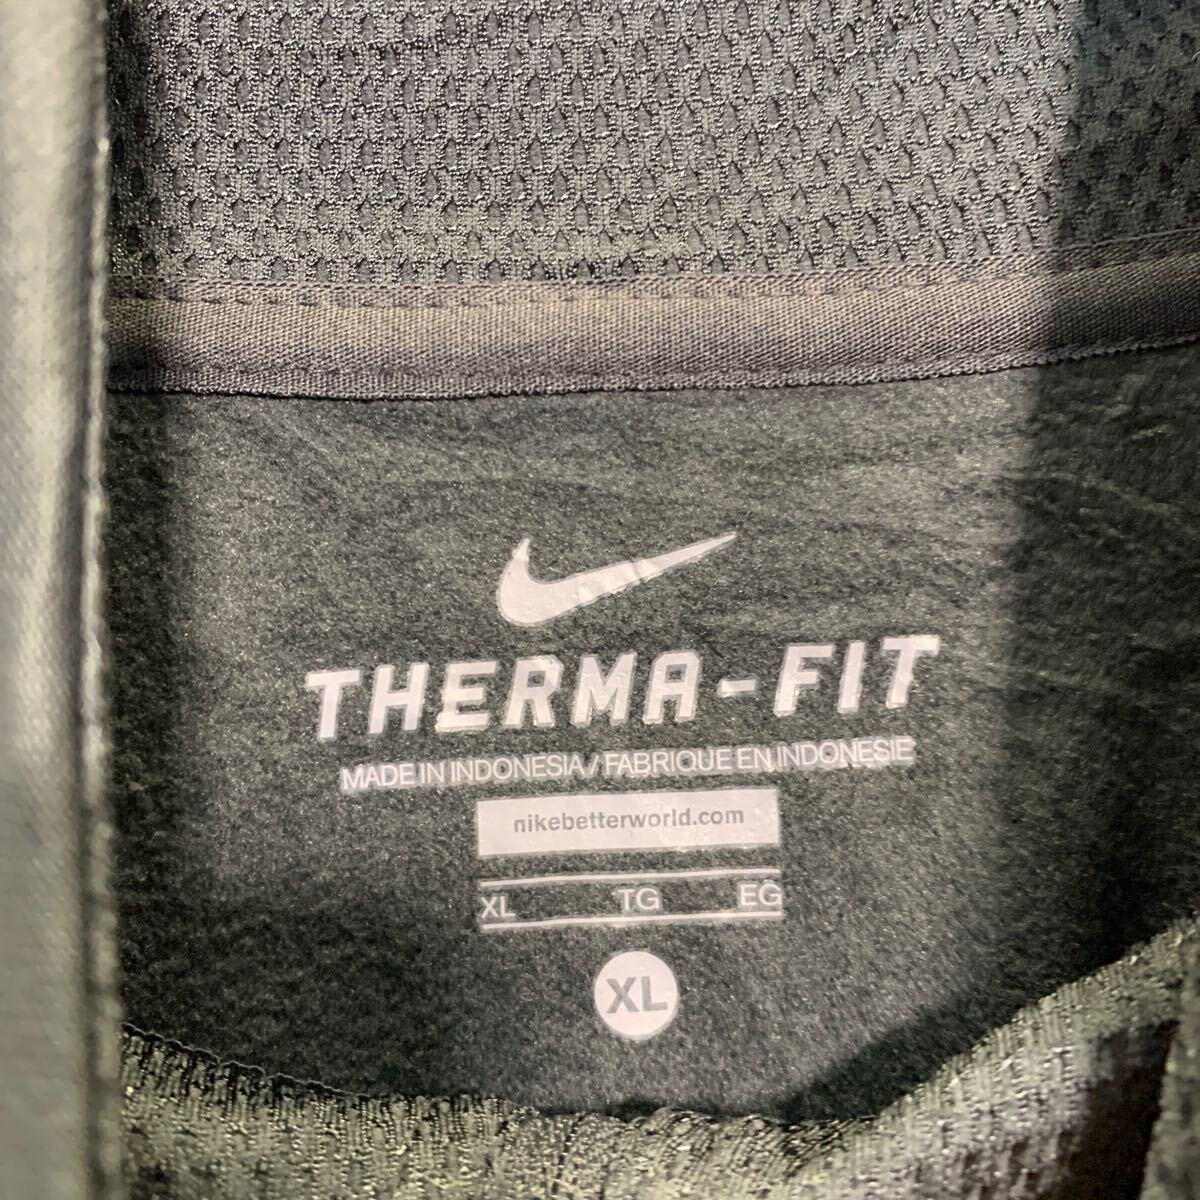 THERMA-FIT
MADE IN INDONESIA / FABRIQUE EN INDONESIE
nikebetterworld.com
XL TG EG
XL